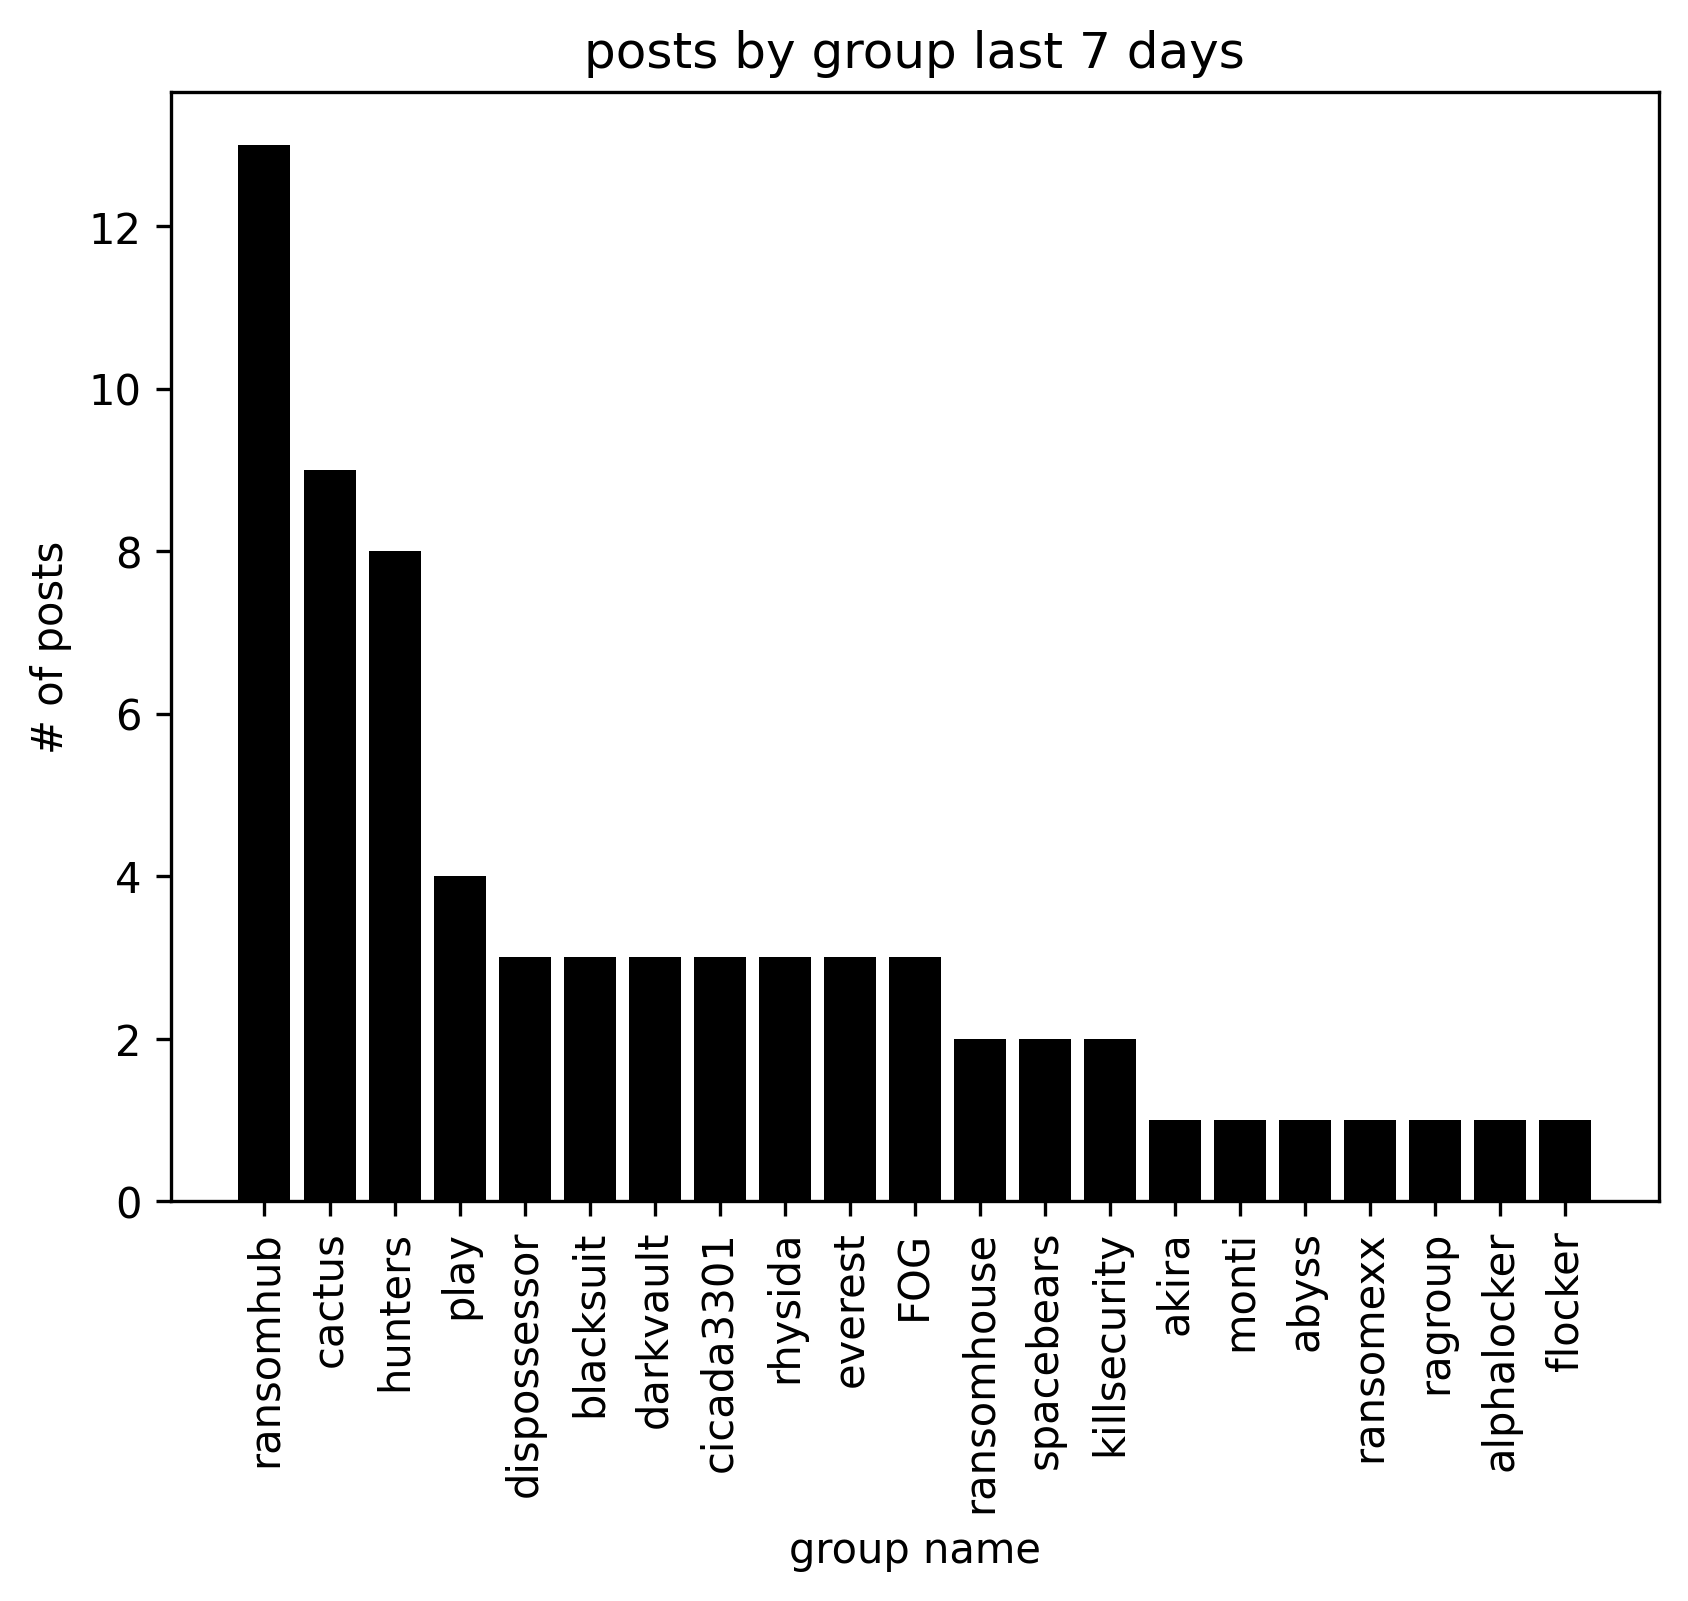 posts by group last 7 days
# of posts
12
10
8
6
4
2
0
ransomhub
cactus
hunters
play
dispossessor
blacksuit
darkvault
cicada3301
rhysida
everest
FOG
ransomhouse
spacebears
killsecurity
akira
monti
abyss
ransomexx
ragroup
alphalocker
flocker
group name